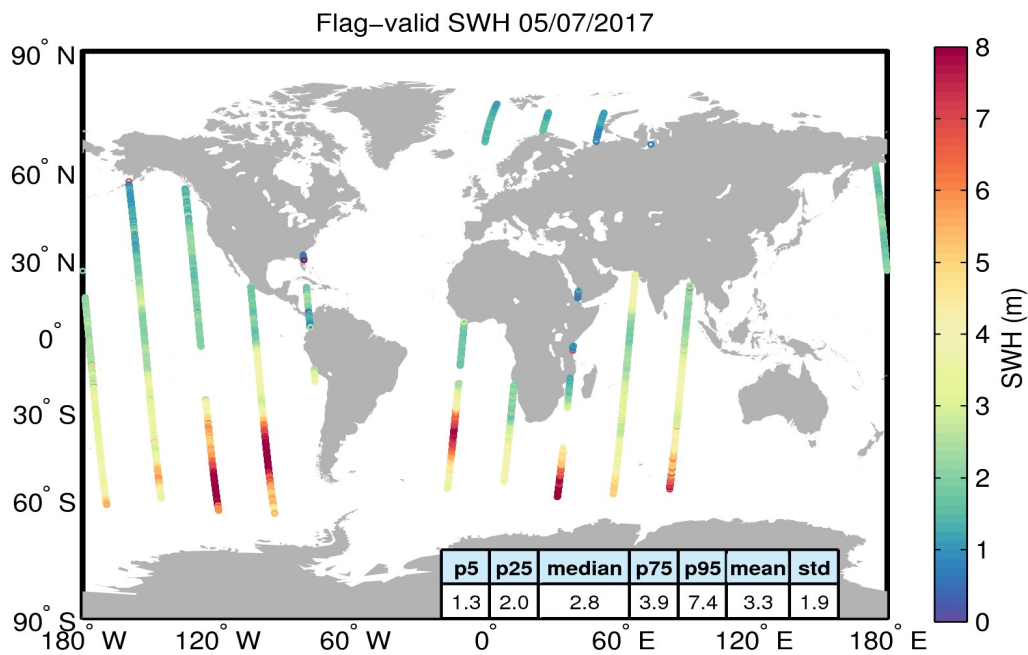 Flag−valid SWH 05/07/2017
90° N
60° N
30° N
0°
30° S
60° S
90° S
180° W
120° W
60° W
0°
60° E
120° E
180° E
8
7
6
5
4
3
2
1
0
SWH (m)
p5 p25 median p75 p95 mean std
1.3 2.0 2.8 3.9 7.4 3.3 1.9